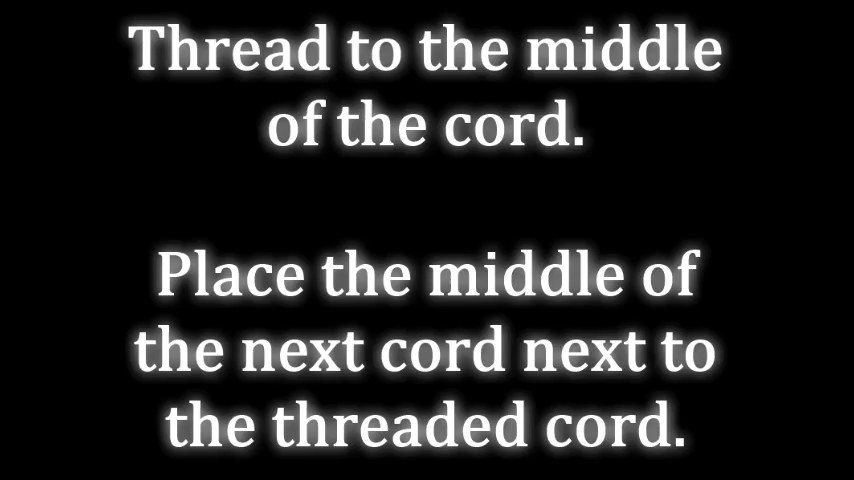 Thread to the middle
of the cord.
Place the middle of
the next cord next to
the threaded cord.